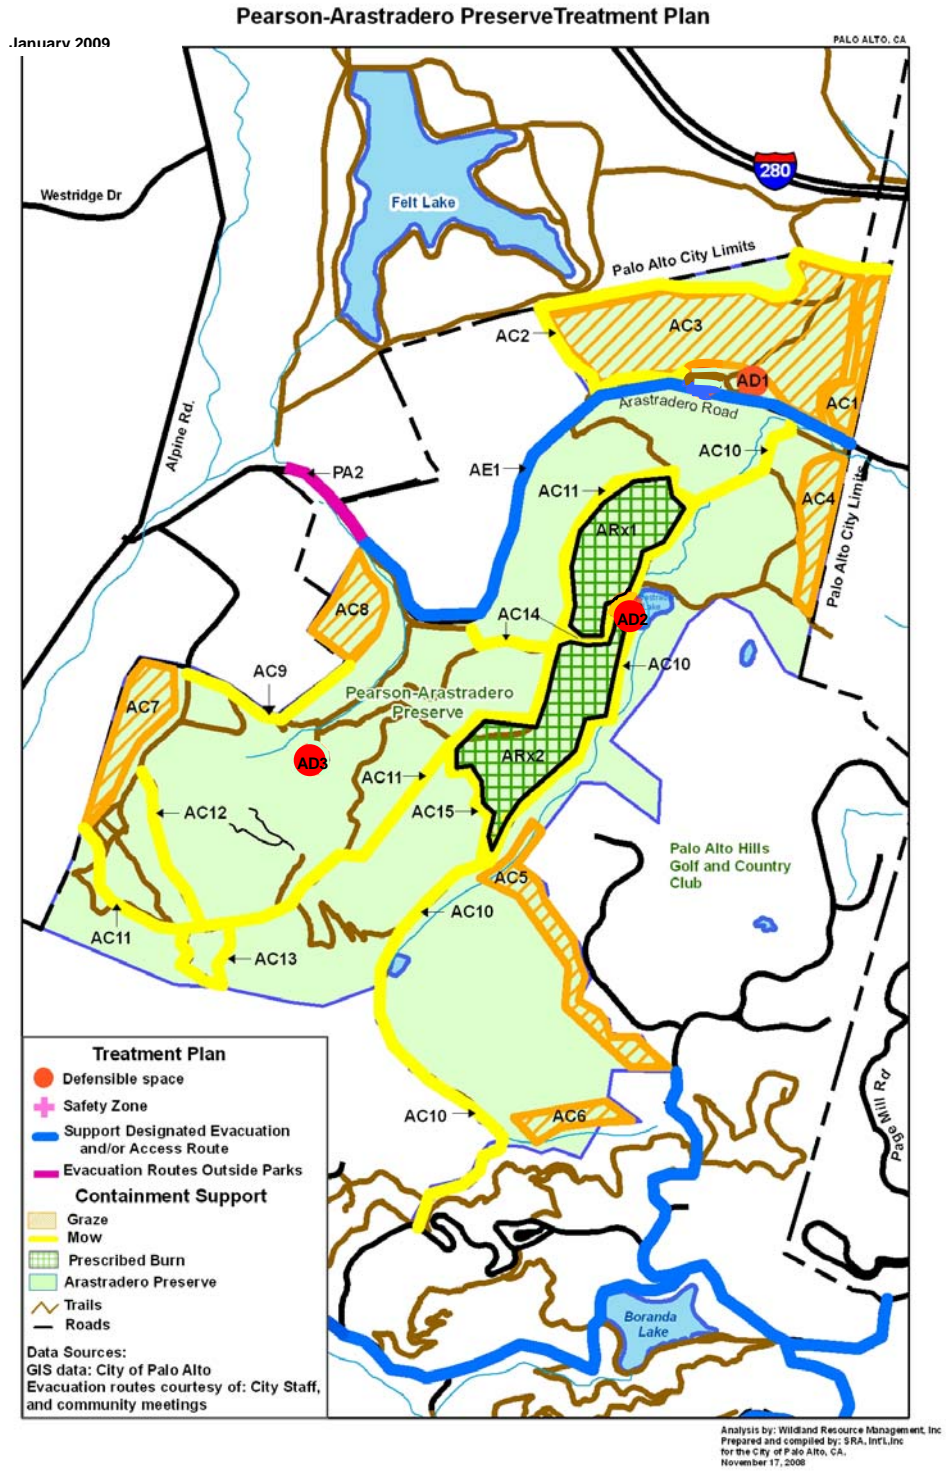 Pearson-Arastradero PreserveTreatment Plan
January 2009
PALO ALTO, CA
280
Westridge Dr
Felt Lake
Palo Alto City Limits
AC2
AC3
AD1
AC1
Arastradero Road
Alpine Rd.
PA2
AE1
AC10
AC11
AC4
ARx1
Palo Alto City Limits
AC8
AC14
AD2
Lake
AC9
AC10
Pearson-Arastradero
Preserve
AC7
AD3
ARx2
AC11
AC12
AC15
Palo Alto Hills
Golf and Country
Club
AC5
AC10
AC11
AC13
Treatment Plan
Defensible space
Safety Zone
Support Designated Evacuation
and/or Access Route
Evacuation Routes Outside Parks
Containment Support
Graze
Mow
Prescribed Burn
Arastradero Preserve
Trails
Roads
Data Sources:
GIS data: City of Palo Alto
Evacuation routes courtesy of: City Staff,
and community meetings
AC10
AC6
Page Mill Rd
Boranda
Lake
Analysis by: Wildland Resource Management, Inc
Prepared and compiled by: SRA, Int'l,Inc
for the City of Palo Alto, CA.
November 17, 2008